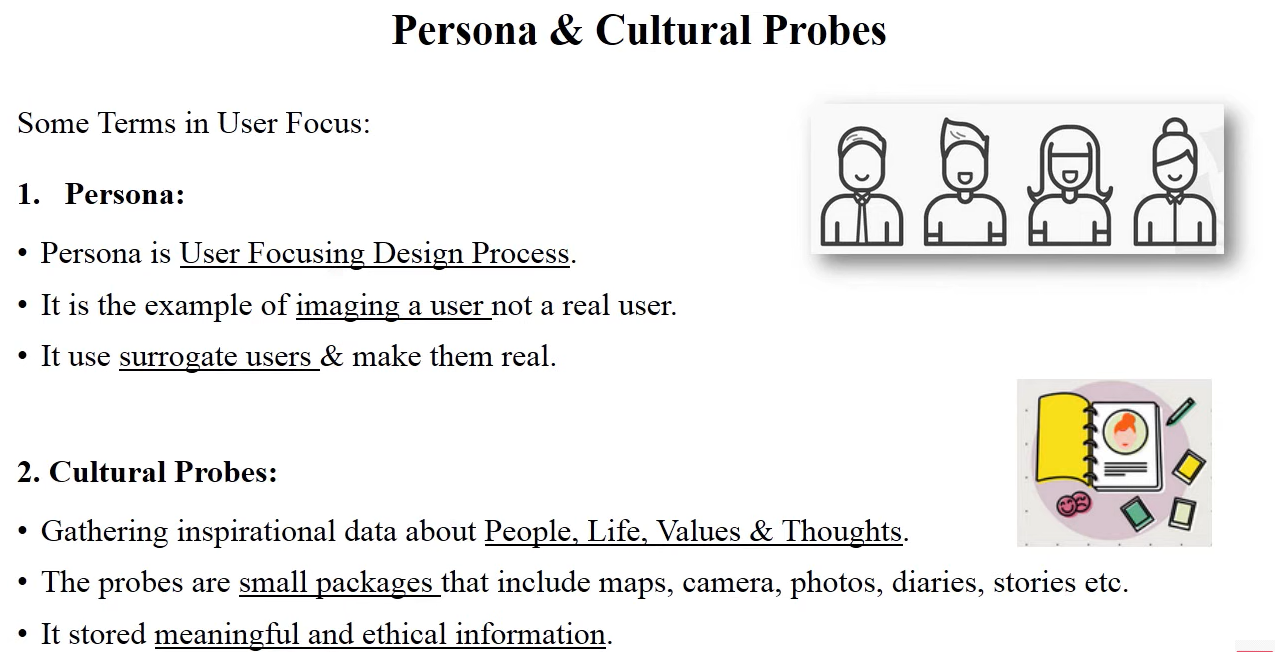 Persona & Cultural Probes
Some Terms in User Focus:
1. Persona:
• Persona is User Focusing Design Process.
• It is the example of imaging a user not a real user.
• It use surrogate users & make them real.
2. Cultural Probes:
• Gathering inspirational data about People, Life, Values & Thoughts.
• The probes are small packages that include maps, camera, photos, diaries, stories etc.
• It stored meaningful and ethical information.